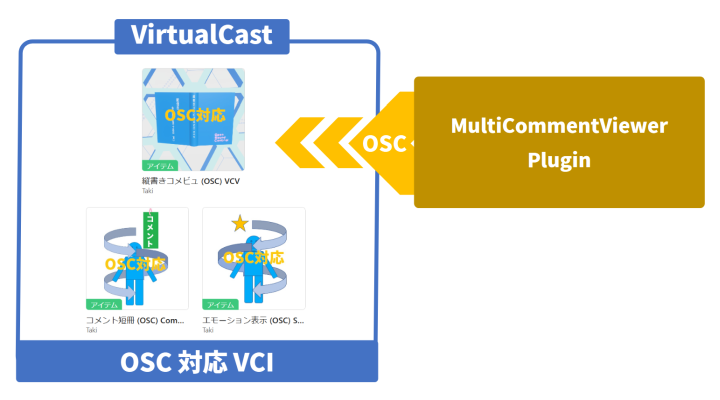 VirtualCast
OSC対応
アイテム
縦書きコメビュ (OSC) VCV
Taki
OSC
MultiCommentViewer
Plugin
コメント
OSC対応
アイテム
コメント短冊 (OSC) Com...
Taki
OSC対応
アイテム
エモーション表示 (OSC) S...
Taki
OSC 対応 VCI